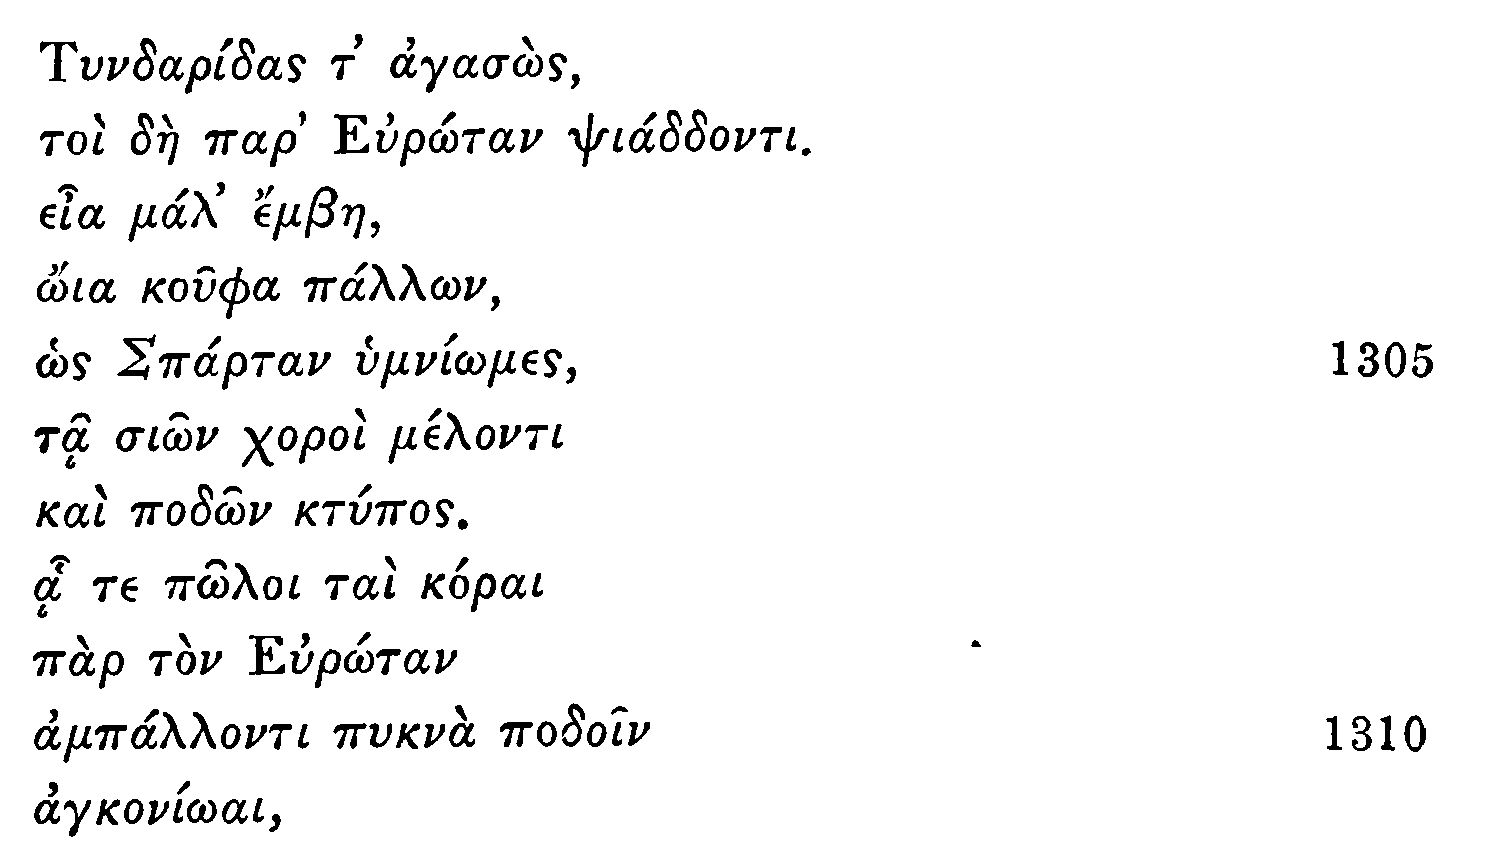 Τυνδαρίδας τ’ ἀγασὼς,
τοὶ δὴ παρ’ Εὐρώταν ψιάδδοντι.
εἶα μάλ’ ἔμβη,
ὤια κοῦφα πάλλων,
ὡς Σπάρταν ὑμνίωμες, 1305
τᾷ σιῶν χοροὶ μέλοντι
καὶ ποδῶν κτύπος.
ᾇ τε πῶλοι ταὶ κόραι
πὰρ τὸν Εὐρώταν
ἀμπάλλοντι πυκνὰ ποδοῖν 1310
ἀγκονίωαι,